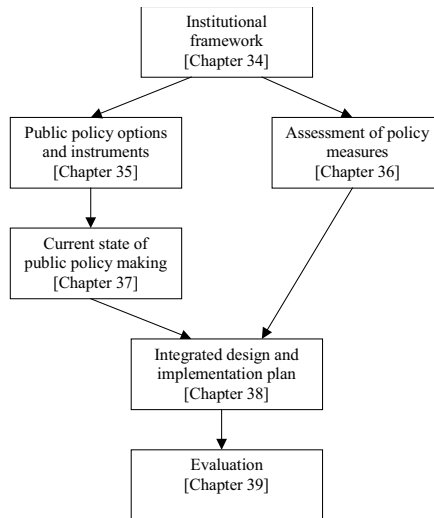 Institutional
framework
[Chapter 34]
Public policy options
and instruments
[Chapter 35]
Assessment of policy
measures
[Chapter 36]
Current state of
public policy making
[Chapter 37]
Integrated design and
implementation plan
[Chapter 38]
Evaluation
[Chapter 39]